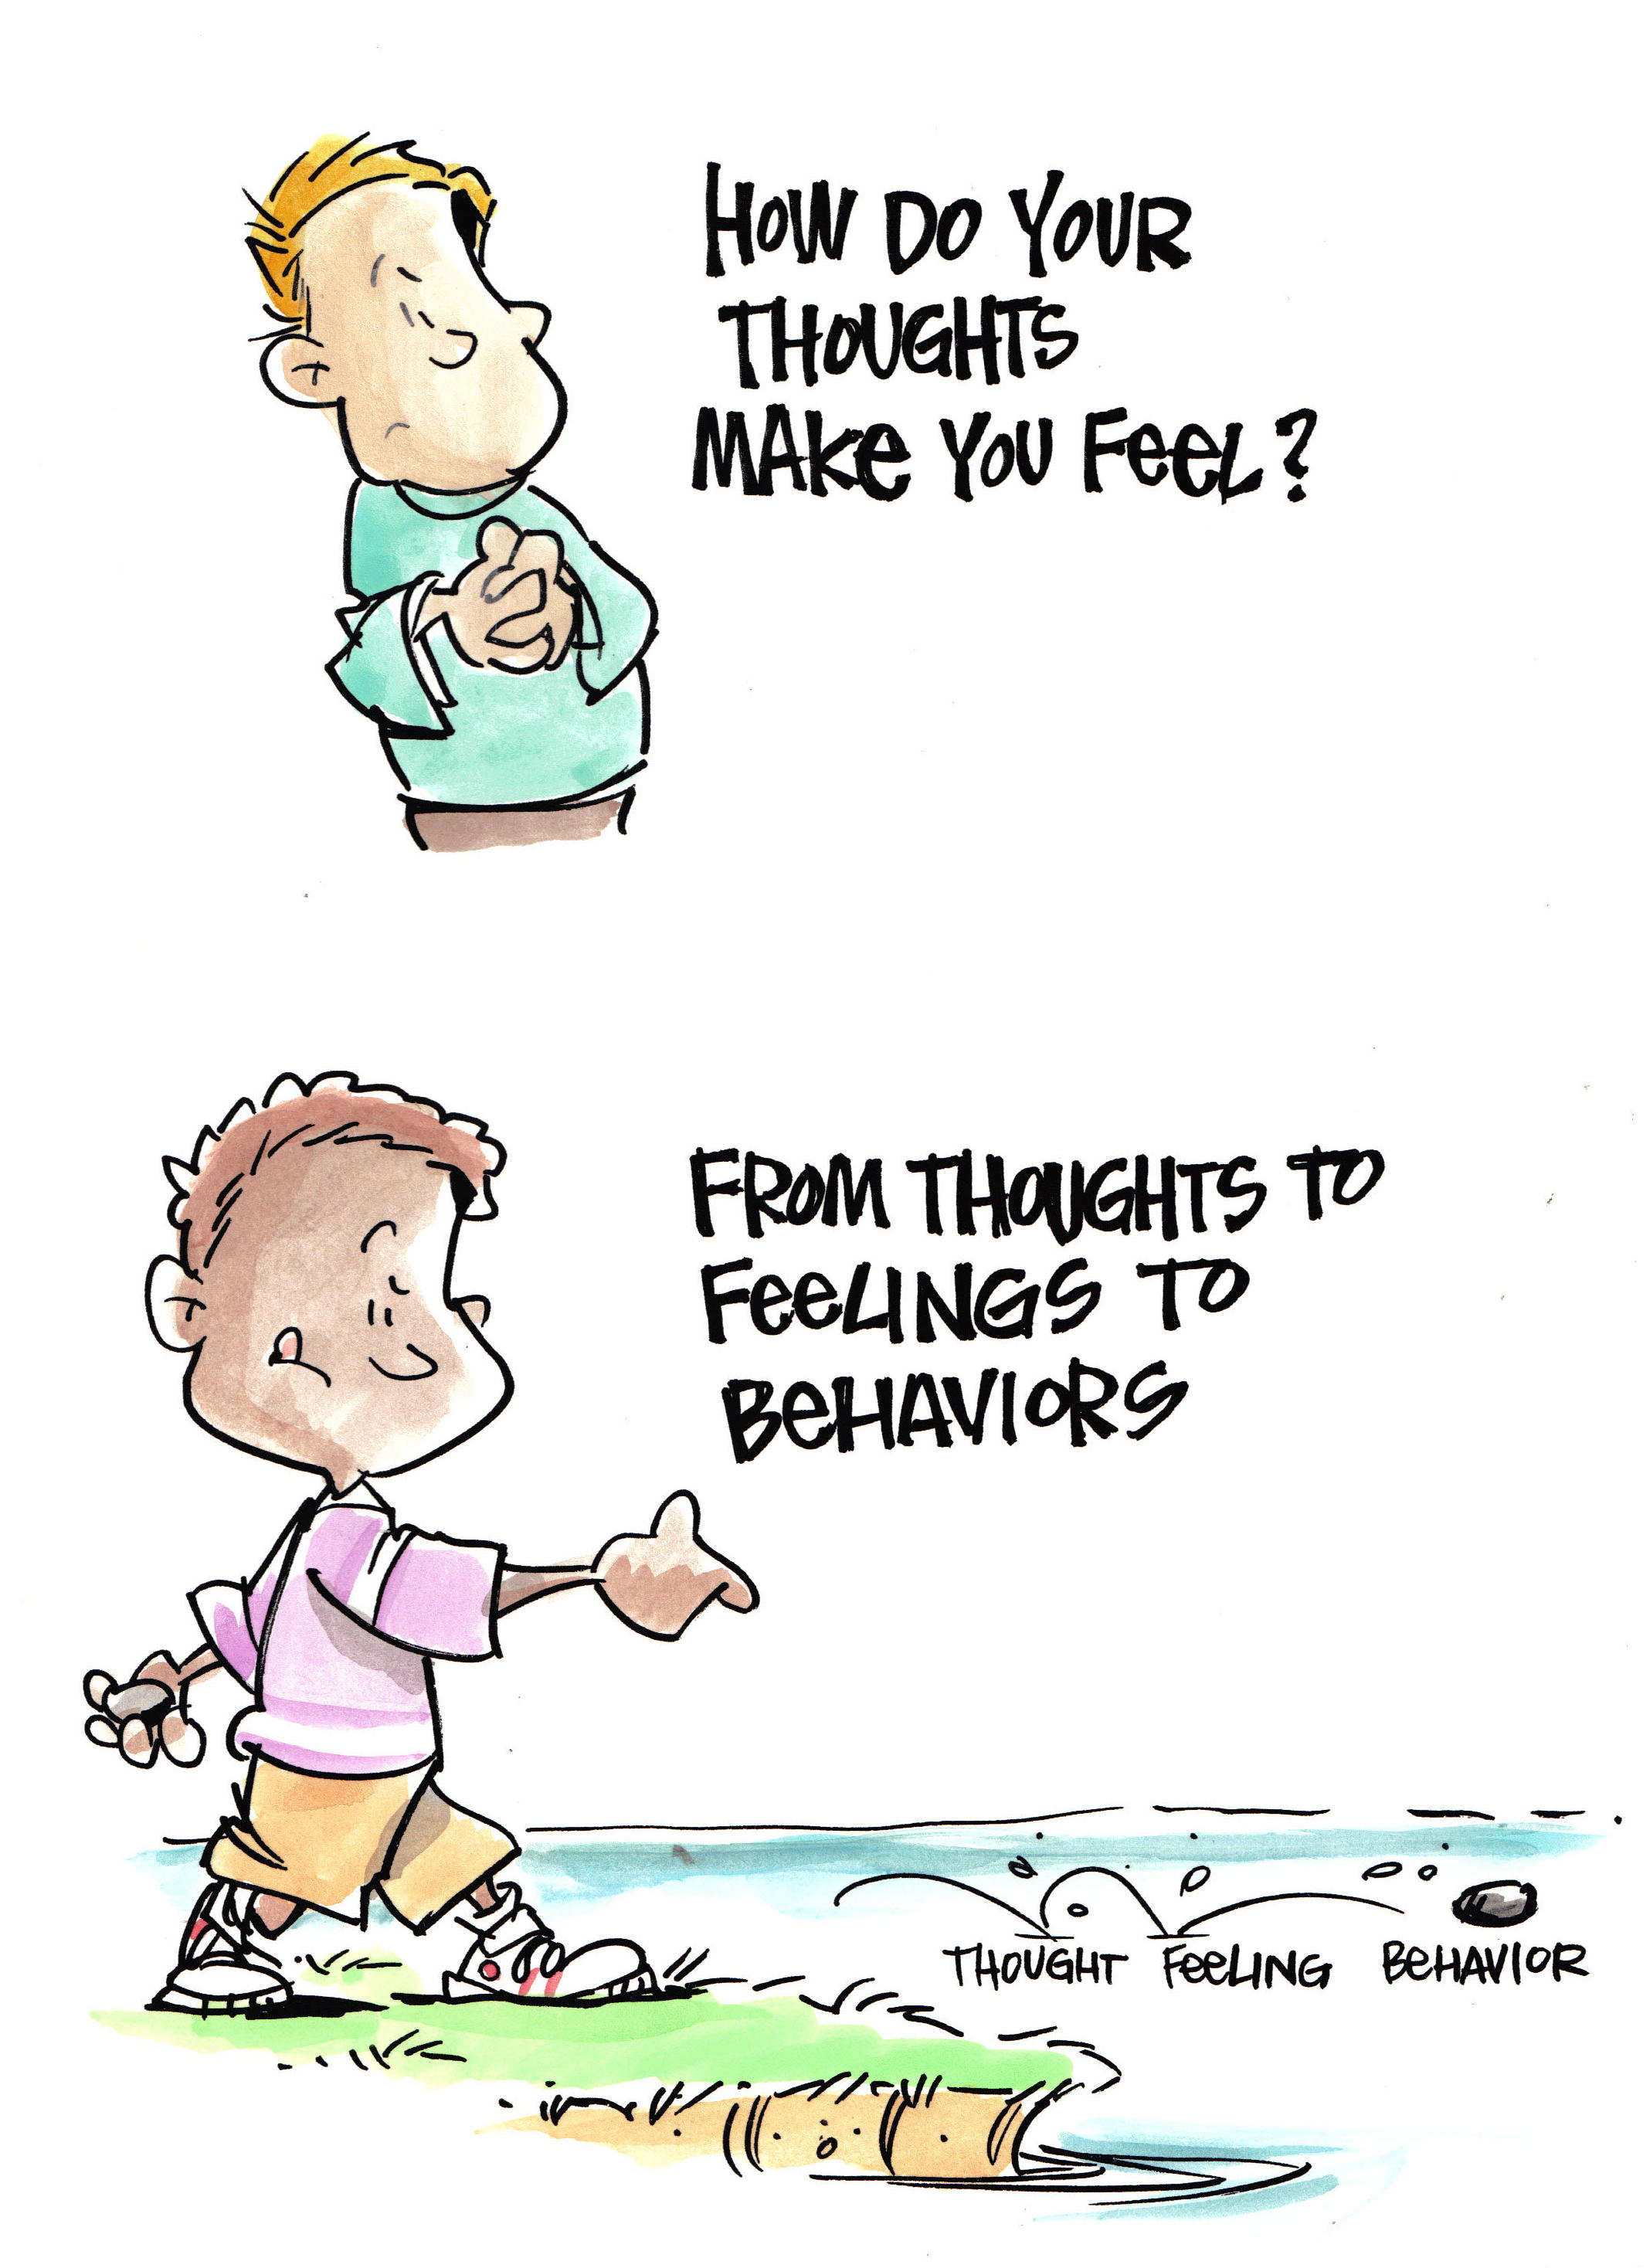 HOW DO YOUR
THOUGHTS
MAKE YOU FEEL?
FROM THOUGHTS TO
FEELINGS TO
BEHAVIORS
THOUGHT FEELING BEHAVIOR